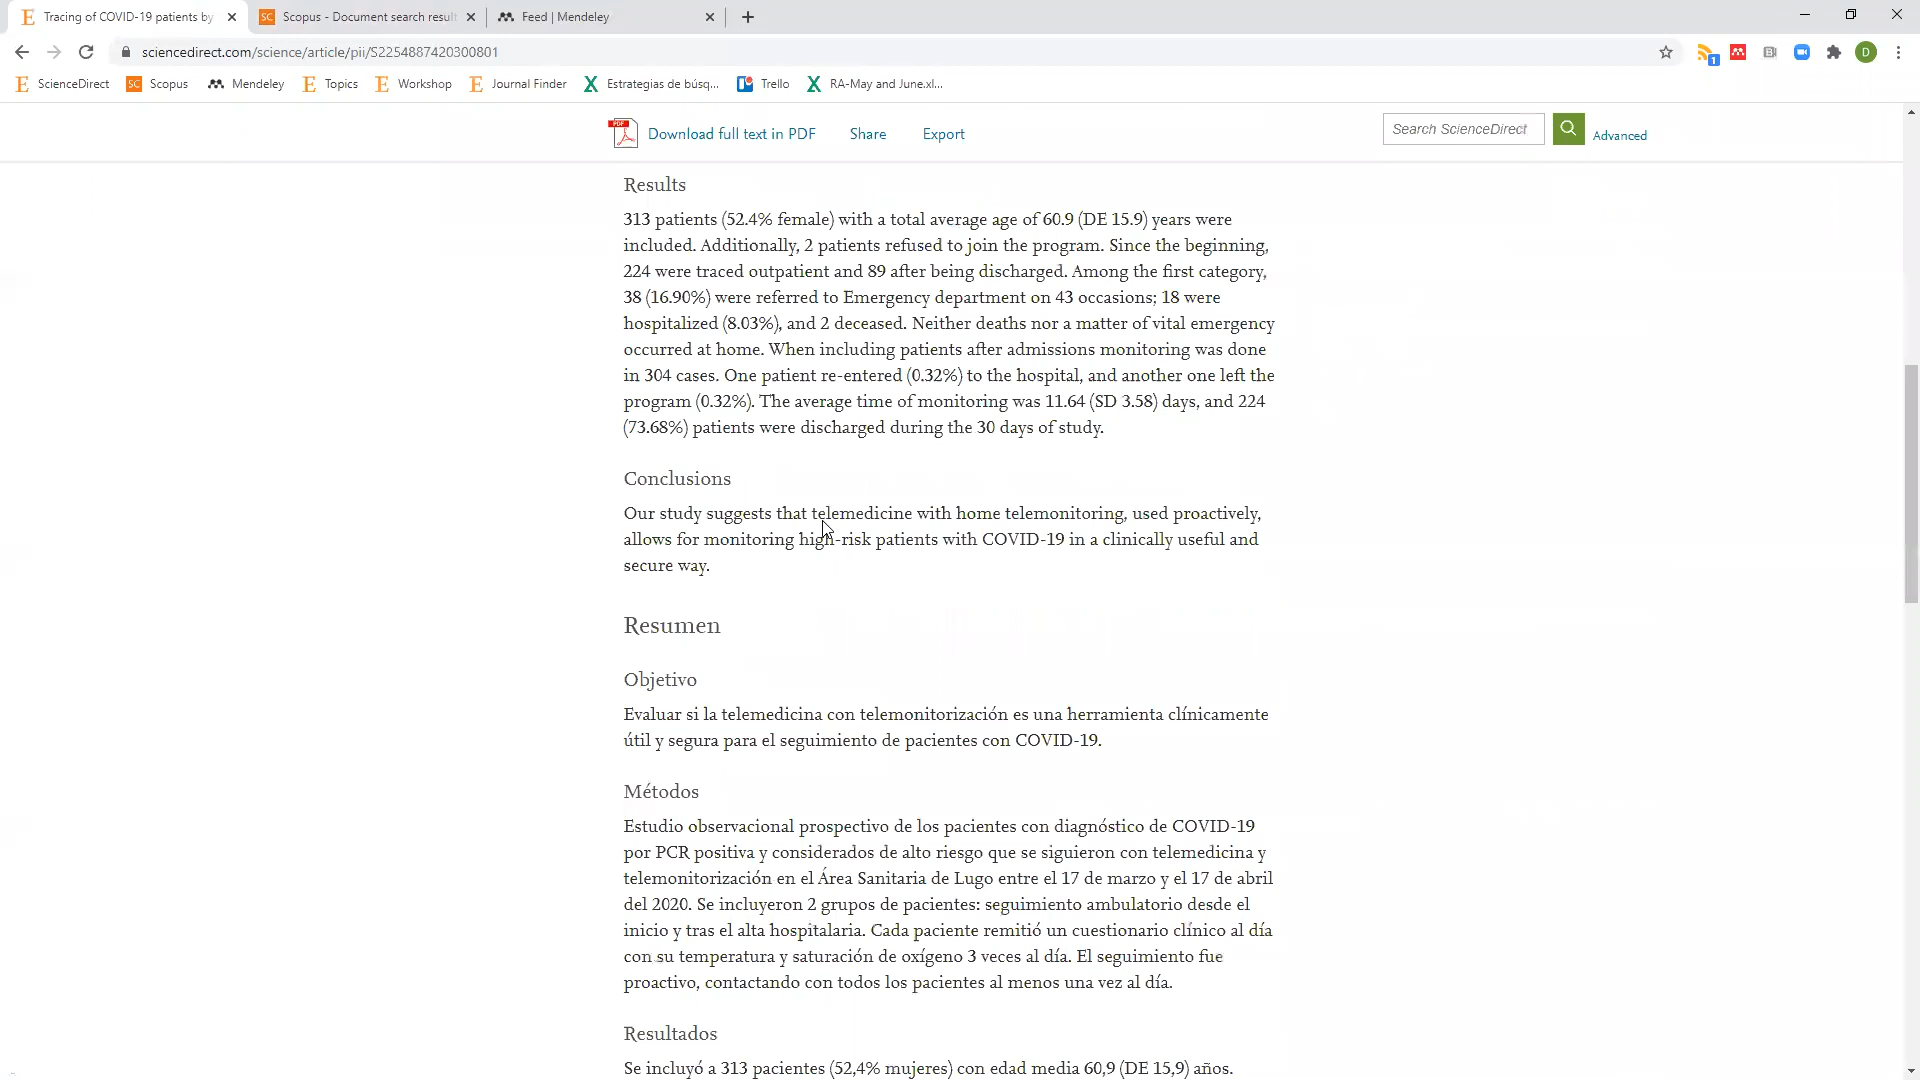 Tracing of COVID-19 patients by
Scopus - Document search result
Feed | Mendeley
sciencedirect.com/science/article/pii/S2254887420300801
ScienceDirect
Scopus
Mendeley
Topics
Workshop
Journal Finder
Estrategias de búsq...
Trello
RA-May and June.xl...
Download full text in PDF
Share
Export
Search ScienceDirect
Advanced
Results
313 patients (52.4% female) with a total average age of 60.9 (DE 15.9) years were
included. Additionally, 2 patients refused to join the program. Since the beginning,
224 were traced outpatient and 89 after being discharged. Among the first category,
38 (16.90%) were referred to Emergency department on 43 occasions; 18 were
hospitalized (8.03%), and 2 deceased. Neither deaths nor a matter of vital emergency
occurred at home. When including patients after admissions monitoring was done
in 304 cases. One patient re-entered (0.32%) to the hospital, and another one left the
program (0.32%). The average time of monitoring was 11.64 (SD 3.58) days, and 224
(73.68%) patients were discharged during the 30 days of study.
Conclusions
Our study suggests that telemedicine with home telemonitoring, used proactively,
allows for monitoring high-risk patients with COVID-19 in a clinically useful and
secure way.
Resumen
Objetivo
Evaluar si la telemedicina con telemonitorización es una herramienta clínicamente
útil y segura para el seguimiento de pacientes con COVID-19.
Métodos
Estudio observacional prospectivo de los pacientes con diagnóstico de COVID-19
por PCR positiva y considerados de alto riesgo que se siguieron con telemedicina y
telemonitorización en el Área Sanitaria de Lugo entre el 17 de marzo y el 17 de abril
del 2020. Se incluyeron 2 grupos de pacientes: seguimiento ambulatorio desde el
inicio y tras el alta hospitalaria. Cada paciente remitió un cuestionario clínico al día
con su temperatura y saturación de oxígeno 3 veces al día. El seguimiento fue
proactivo, contactando con todos los pacientes al menos una vez al día.
Resultados
Se incluyó a 313 pacientes (52,4% mujeres) con edad media 60,9 (DE 15,9) años.